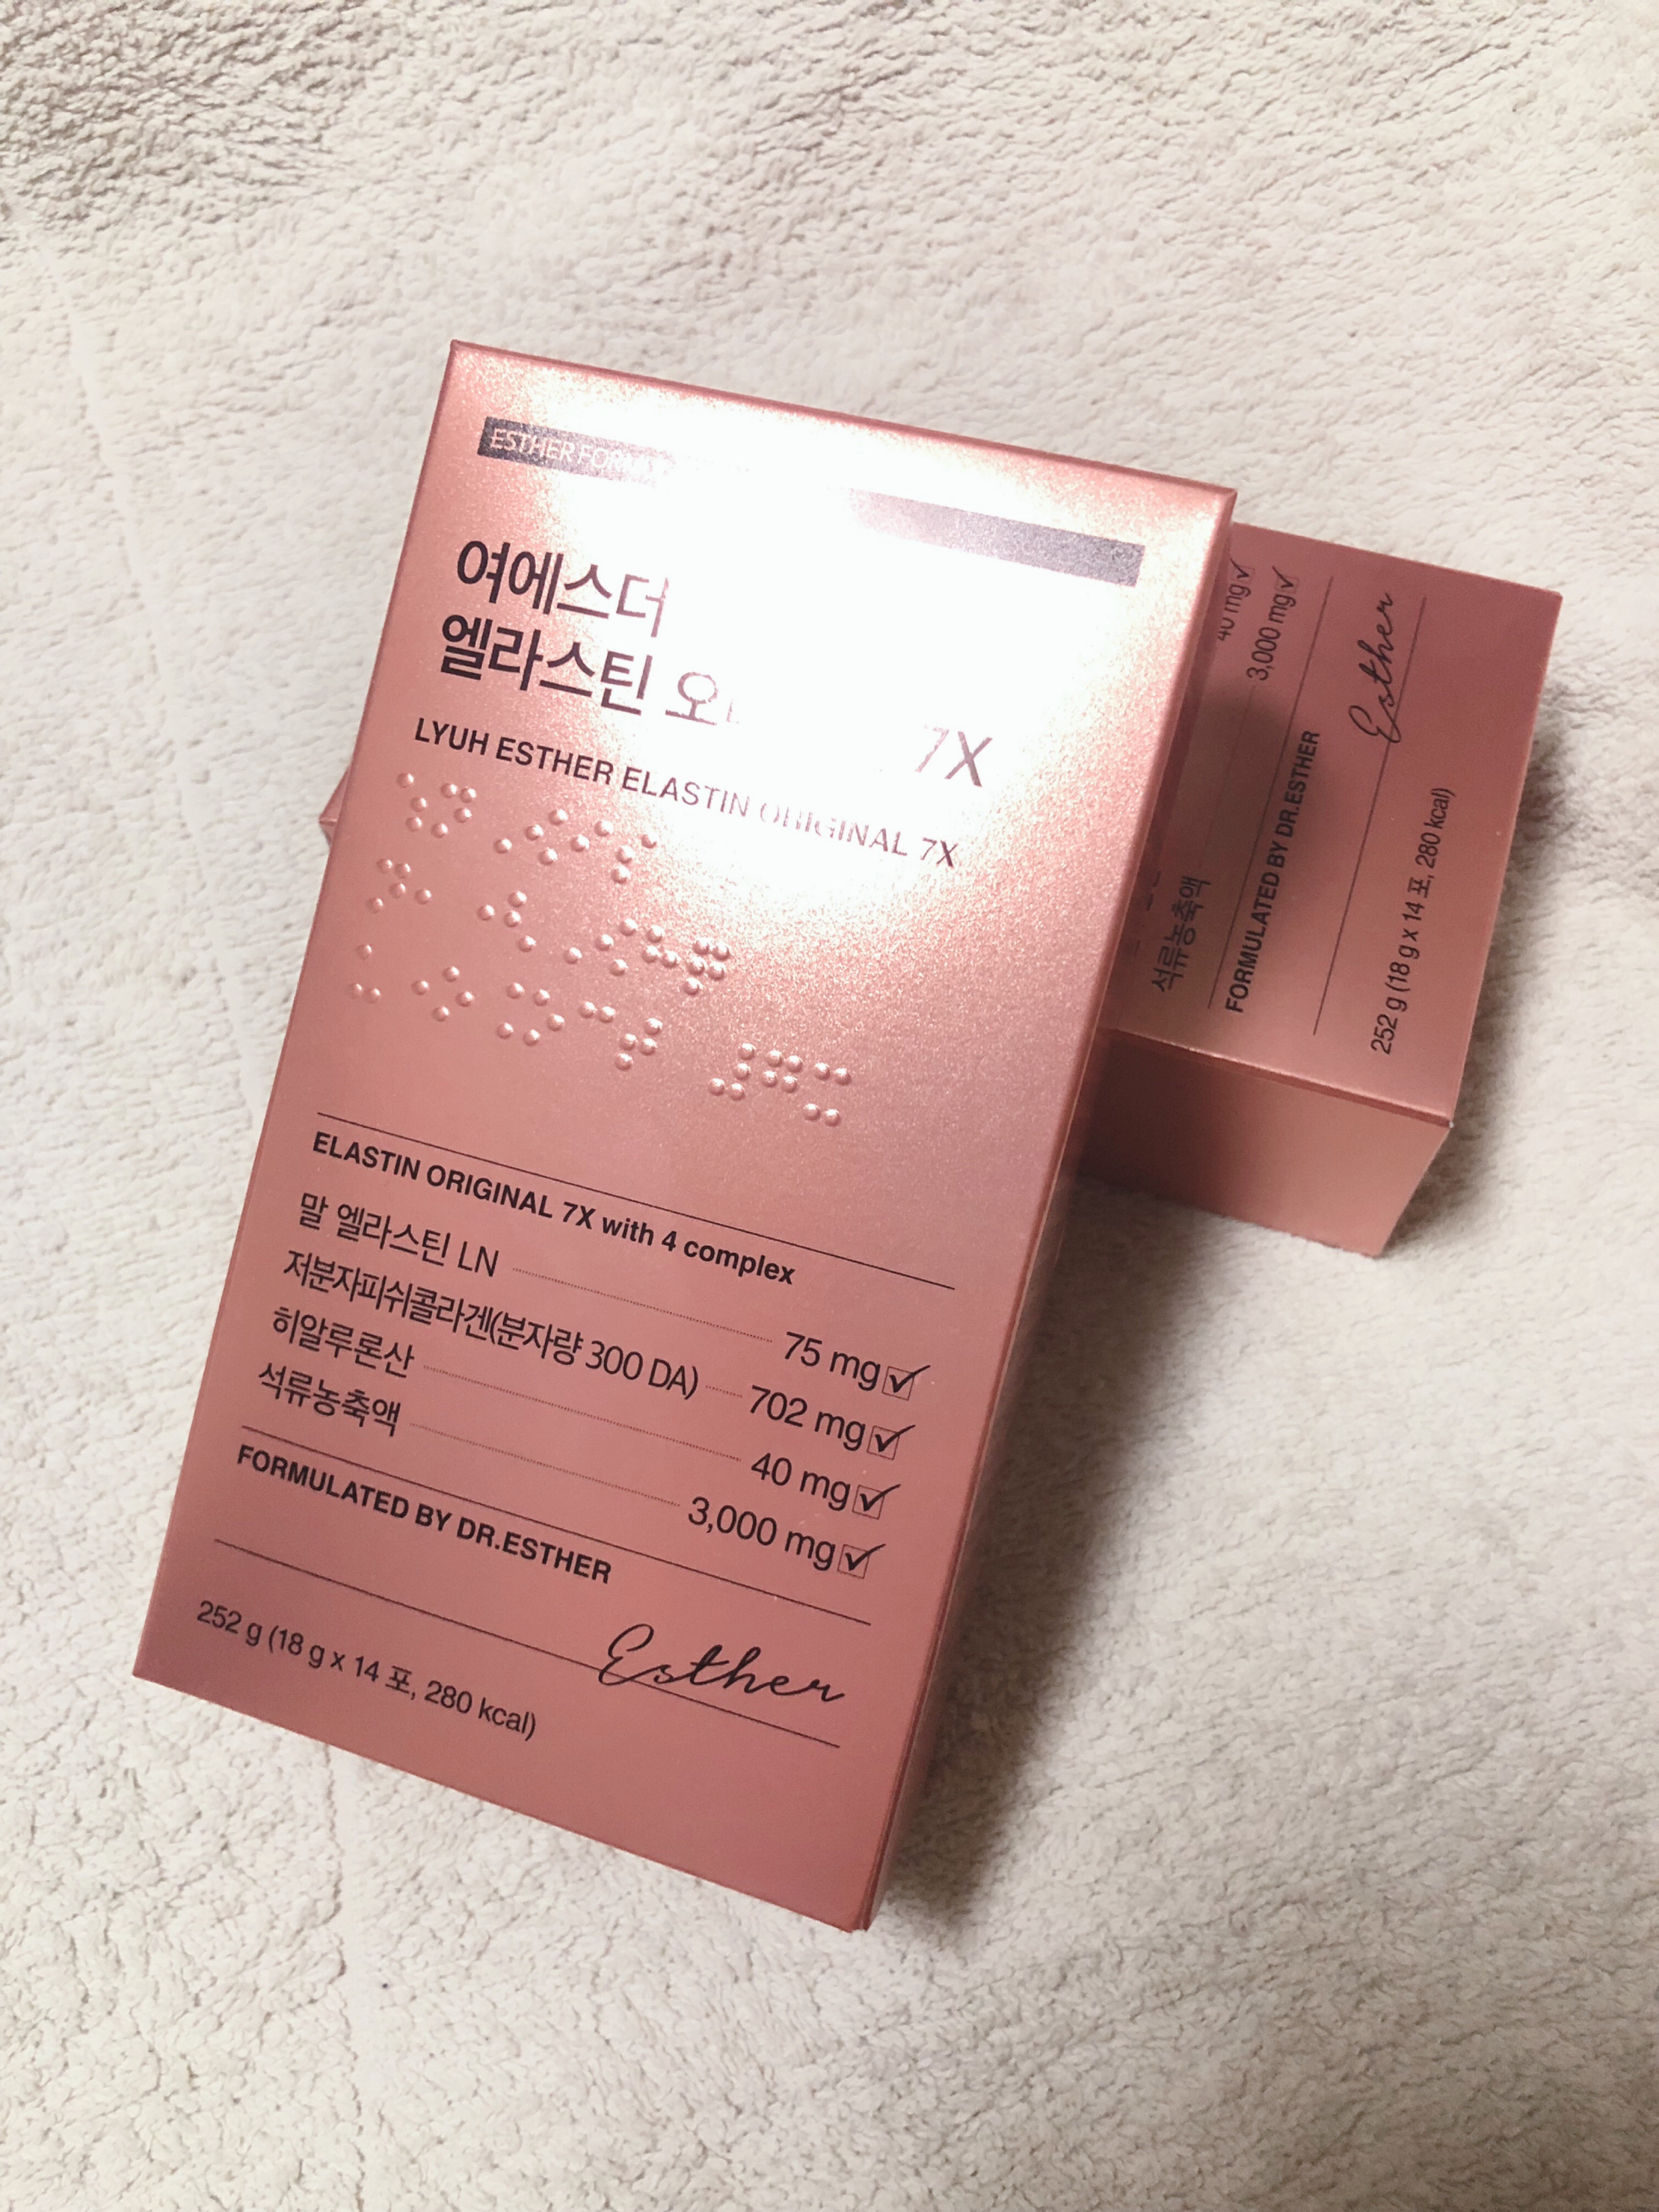 ESTHER
여에스더
엘라스틴 7X
LYUH ESTHER ELASTIN ORIGINAL 7X
ELASTIN ORIGINAL 7X with 4 complex
말 엘라스틴 LN 75 mg
저분자피쉬콜라겐(분자량 300 DA) 702 mg
히알루론산 40 mg
석류농축액 3,000 mg
FORMULATED BY DR.ESTHER
Esther
252 g (18 g x 14 포, 280 kcal)
40 mg
석류농축액 3,000 mg
FORMULATED BY DR.ESTHER
Esther
252 g (18 g x 14 포, 280 kcal)